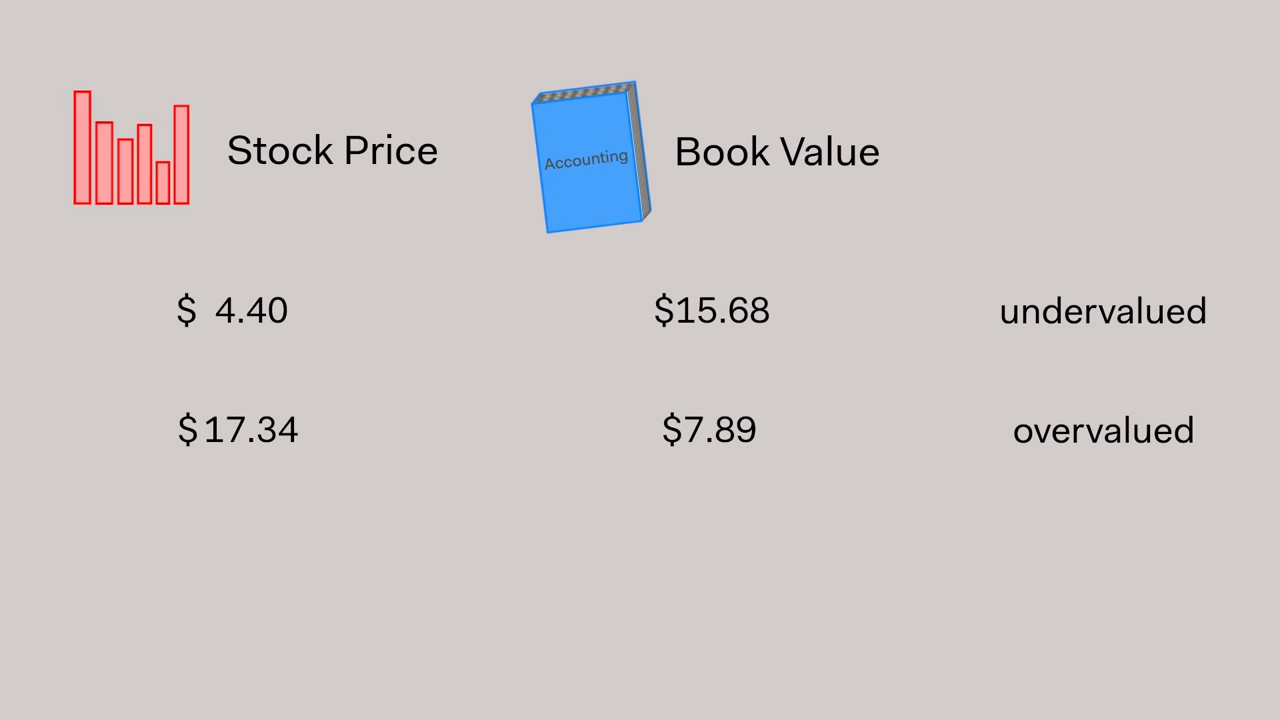 Stock Price
Accounting
Book Value
$ 4.40 $15.68 undervalued
$17.34 $7.89 overvalued